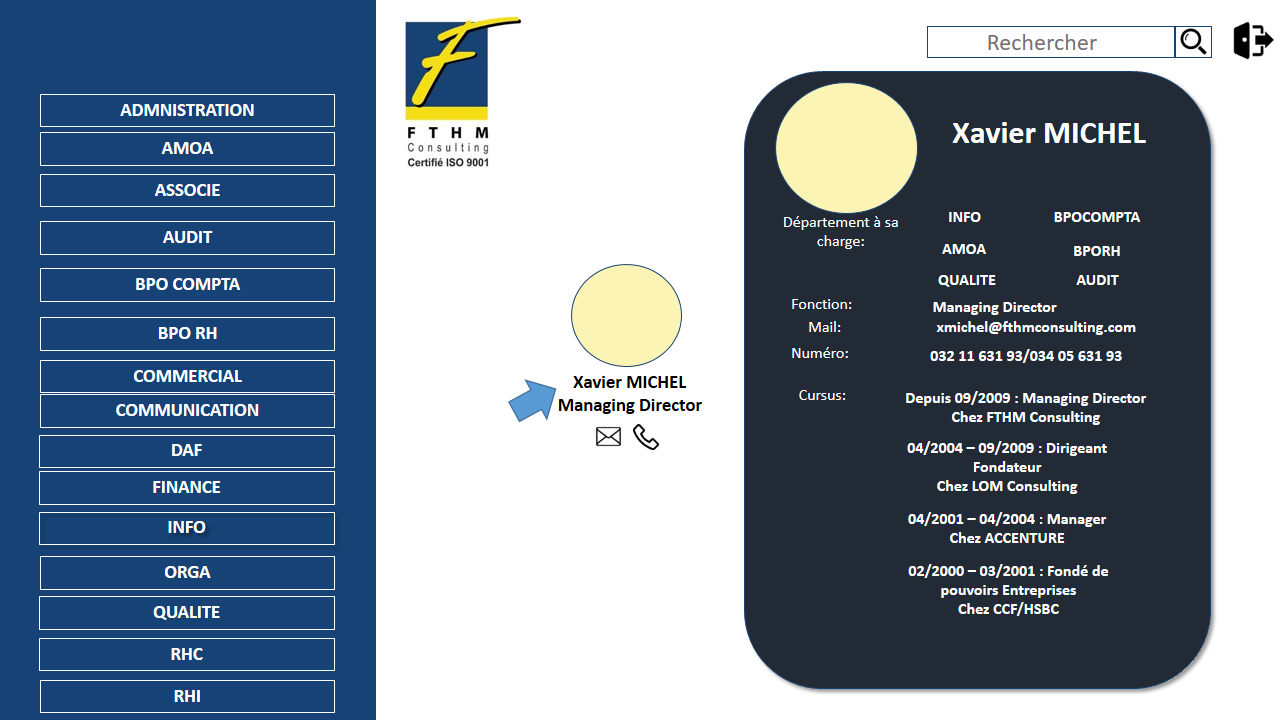 ADMNISTRATION
AMOA
ASSOCIE
AUDIT
BPO COMPTA
BPO RH
COMMERCIAL
COMMUNICATION
DAF
FINANCE
INFO
ORGA
QUALITE
RHC
RHI
F T H M
Consulting
Certifié ISO 9001
Rechercher
Xavier MICHEL
Managing Director
Xavier MICHEL
Département à sa
charge:
INFO BPOCOMPTA
AMOA BPORH
QUALITE AUDIT
Fonction: Managing Director
Mail: xmichel@fthmconsulting.com
Numéro: 032 11 631 93/034 05 631 93
Cursus: Depuis 09/2009 : Managing Director
Chez FTHM Consulting
04/2004 – 09/2009 : Dirigeant
Fondateur
Chez LOM Consulting
04/2001 – 04/2004 : Manager
Chez ACCENTURE
02/2000 – 03/2001 : Fondé de
pouvoirs Entreprises
Chez CCF/HSBC